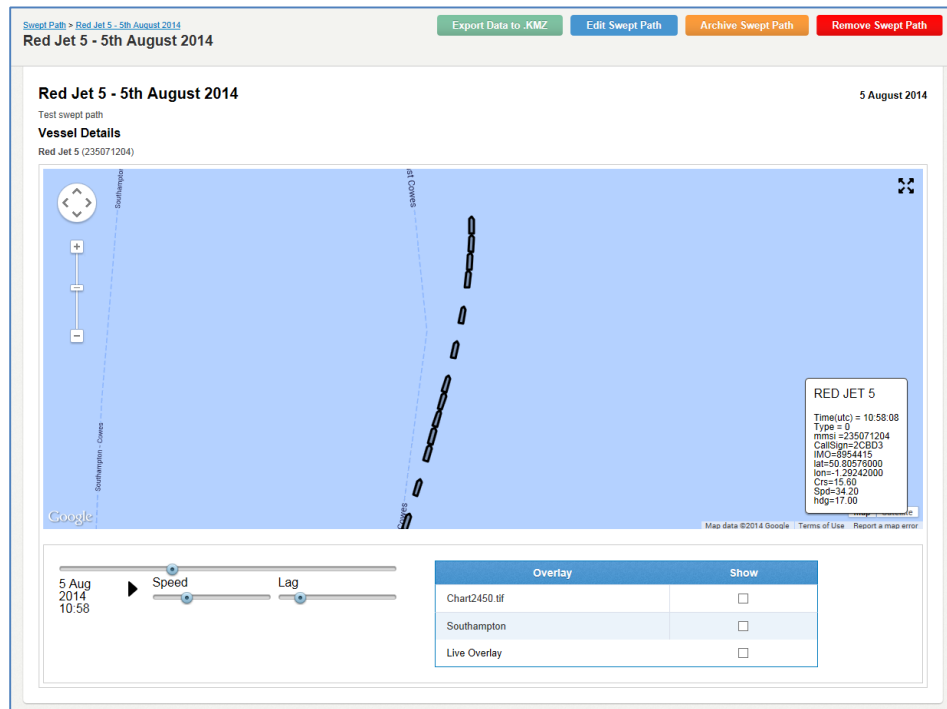 Swept Path > Red Jet 5 - 5th August 2014
Red Jet 5 - 5th August 2014
Export Data to .KMZ
Edit Swept Path
Archive Swept Path
Remove Swept Path
Red Jet 5 - 5th August 2014
5 August 2014
Test swept path
Vessel Details
Red Jet 5 (235071204)
Southampton
st Cowes
Southampton - Cowes
Cowes
RED JET 5
Time(utc) = 10:58:08
Type = 0
mmsi =235071204
CallSign=2CBD3
IMO=8954415
lat=50.80576000
lon=-1.29242000
Crs=15.60
Spd=34.20
hdg=17.00
Google
Map data ©2014 Google
Terms of Use
Report a map error
5 Aug
2014
10:58
Speed
Lag
Overlay Show
Chart2450.tif
Southampton
Live Overlay